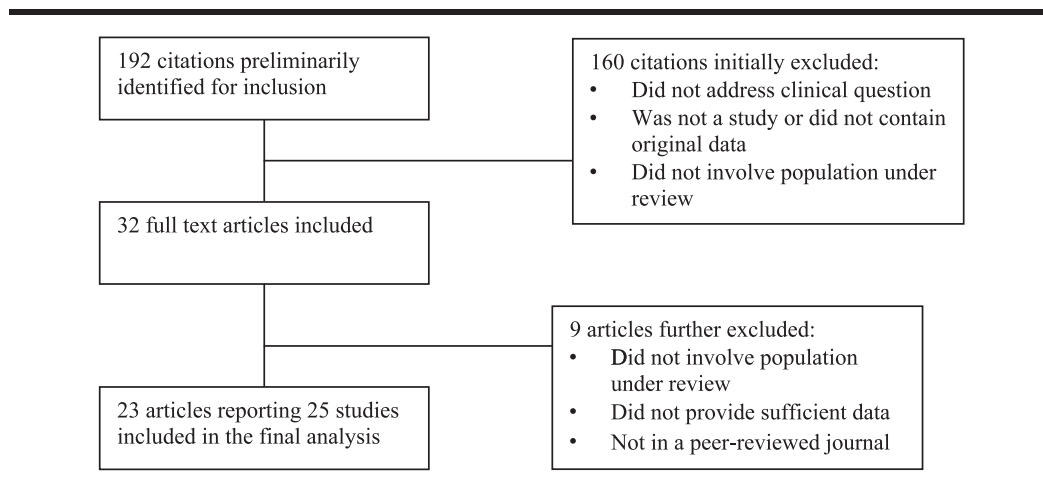 192 citations preliminarily
identified for inclusion
160 citations initially excluded:
• Did not address clinical question
• Was not a study or did not contain
original data
• Did not involve population under
review
32 full text articles included
9 articles further excluded:
• Did not involve population
under review
• Did not provide sufficient data
• Not in a peer-reviewed journal
23 articles reporting 25 studies
included in the final analysis